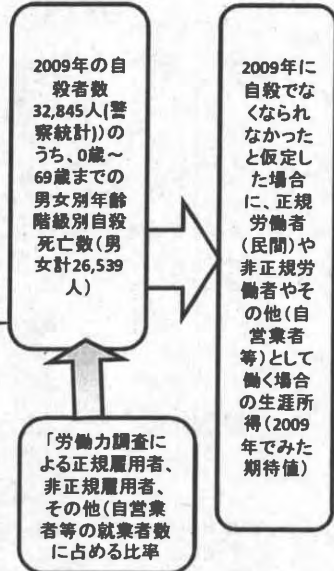 2009年の自
殺者数
32,845人(警
察統計))の
うち、0歳～
69歳までの
男女別年齢
階級別自殺
死亡数(男
女計26,539
人)
「労働力調査に
よる正規雇用者、
非正規雇用者、
その他(自営業
者等の就業者数
に占める比率
2009年に
自殺でな
くなられ
なかった
と仮定し
た場合
に、正規
労働者
(民間)や
非正規労
働者やそ
の他(自
営業者
等)として
働く場合
の生涯所
得(2009
年でみた
期待値)